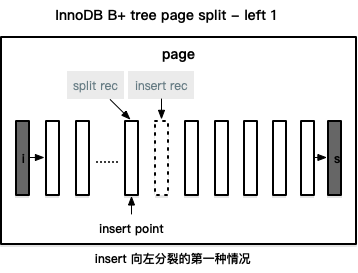 InnoDB B+ tree page split - left 1
page
split rec
insert rec
i
......
s
insert point
insert 向左分裂的第一种情况